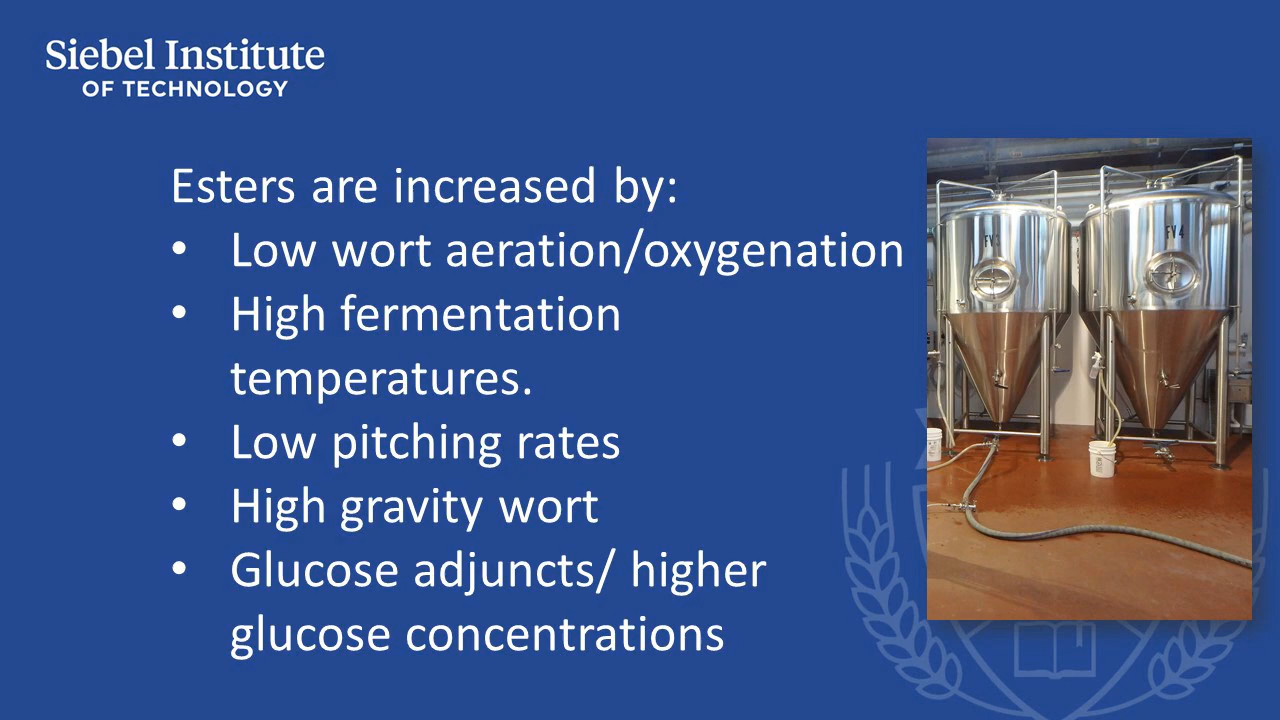 Siebel Institute
OF TECHNOLOGY
Esters are increased by:
• Low wort aeration/oxygenation
• High fermentation
temperatures.
• Low pitching rates
• High gravity wort
• Glucose adjuncts/ higher
glucose concentrations
FV
FV4